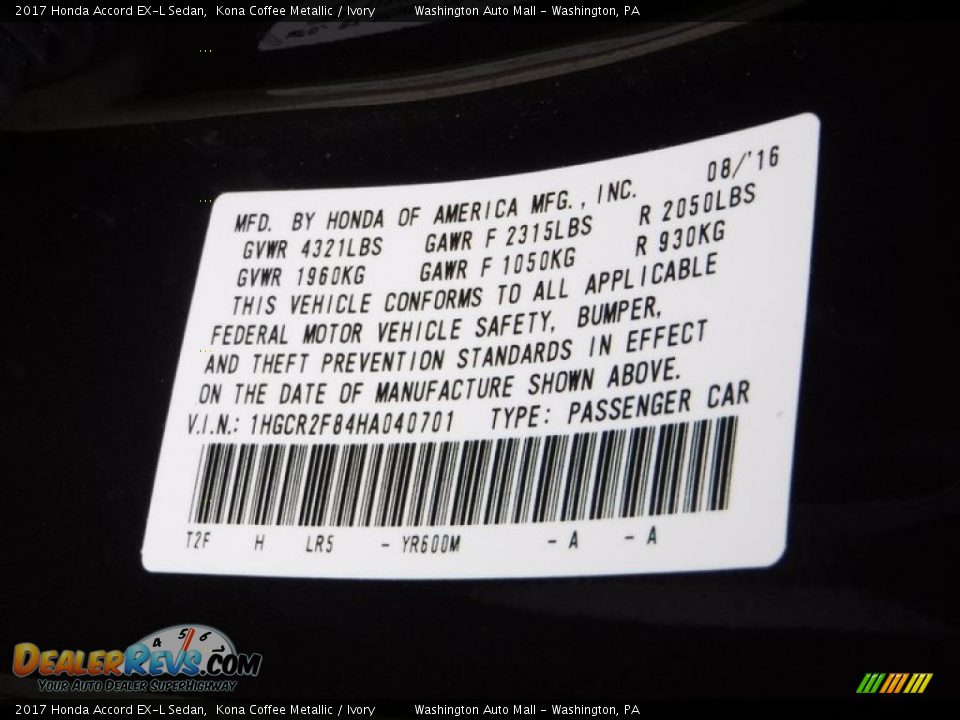 2017 Honda Accord EX-L Sedan,  Kona Coffee Metallic / Ivory        Washington Auto Mall - Washington, PA
08/'16
MFD. BY HONDA OF AMERICA MFG., INC.
GVWR 4321LBS GAWR F 2315LBS R 2050LBS
GVWR 1960KG GAWR F 1050KG R 930KG
THIS VEHICLE CONFORMS TO ALL APPLICABLE
FEDERAL MOTOR VEHICLE SAFETY, BUMPER,
AND THEFT PREVENTION STANDARDS IN EFFECT
ON THE DATE OF MANUFACTURE SHOWN ABOVE.
V.I.N.: 1HGCR2F84HA040701 TYPE: PASSENGER CAR
T2F H LR5 - YR600M - A - A
4 5 6
DEALERREVS.COM
YOUR AUTO DEALER SUPERHIGHWAY
2017 Honda Accord EX-L Sedan,  Kona Coffee Metallic / Ivory        Washington Auto Mall - Washington, PA